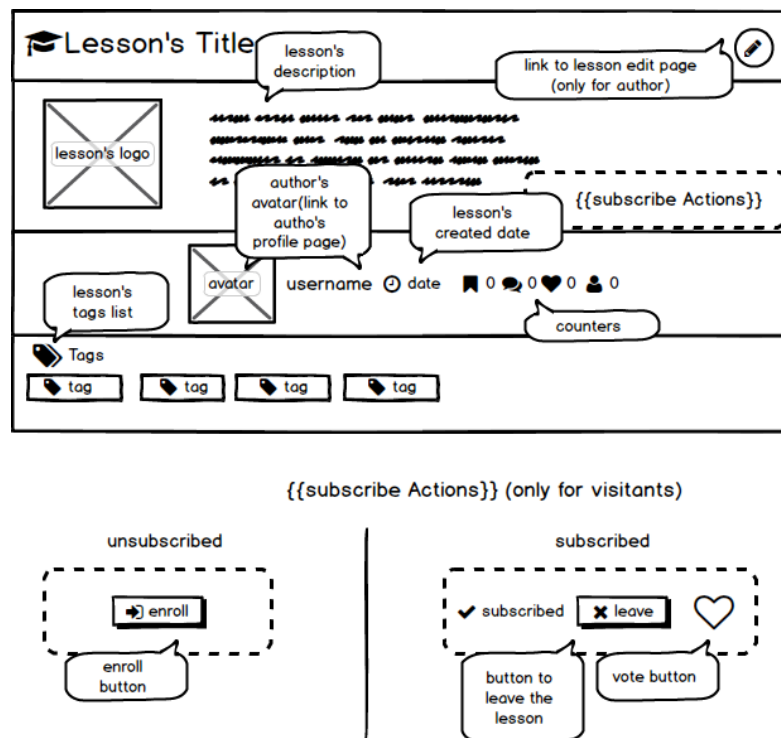 Lesson's Title
lesson's
description
link to lesson edit page
(only for author)
lesson's logo
author's
avatar(link to
autho's
profile page)
{{subscribe Actions}}
lesson's
created date
lesson's
tags list
avatar
username
date
0 0 0 0
counters
Tags
tag tag tag tag
{{subscribe Actions}} (only for visitants)
unsubscribed
enroll
enroll
button
subscribed
subscribed
leave
button to
leave the
lesson
vote button